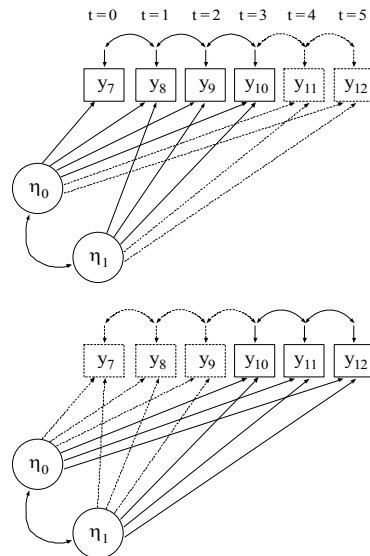 t = 0 t = 1 t = 2 t = 3 t = 4 t = 5
y7 y8 y9 y10 y11 y12
η0
η1
y7 y8 y9 y10 y11 y12
η0
η1